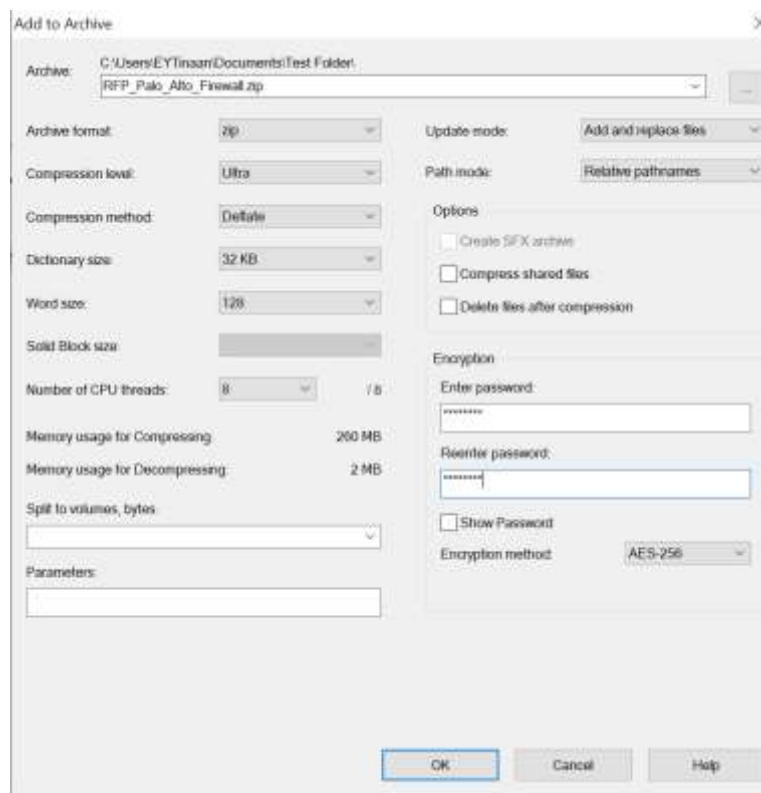 Add to Archive
Archive:
C:\Users\EYTinaan\Documents\Test Folder\
RFP_Palo_Alto_Firewall.zip
...
Archive format:
zip
Compression level:
Ultra
Compression method:
Deflate
Dictionary size:
32 KB
Word size:
128
Solid Block size:
Number of CPU threads:
8
/ 8
Memory usage for Compressing:
260 MB
Memory usage for Decompressing:
2 MB
Split to volumes, bytes:
Parameters:
Update mode:
Add and replace files
Path mode:
Relative pathnames
Options
Create SFX archive
Compress shared files
Delete files after compression
Encryption
Enter password:
********
Reenter password:
********
Show Password
Encryption method:
AES-256
OK
Cancel
Help